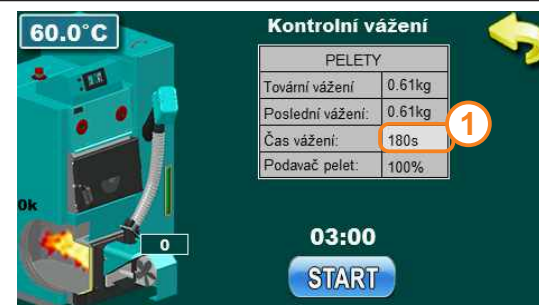 60.0°C
Kontrolní vážení
PELETY
Tovární vážení 0.61kg
Poslední vážení: 0.61kg
1
Čas vážení: 180s
Podavač pelet: 100%
0k
0
03:00
START